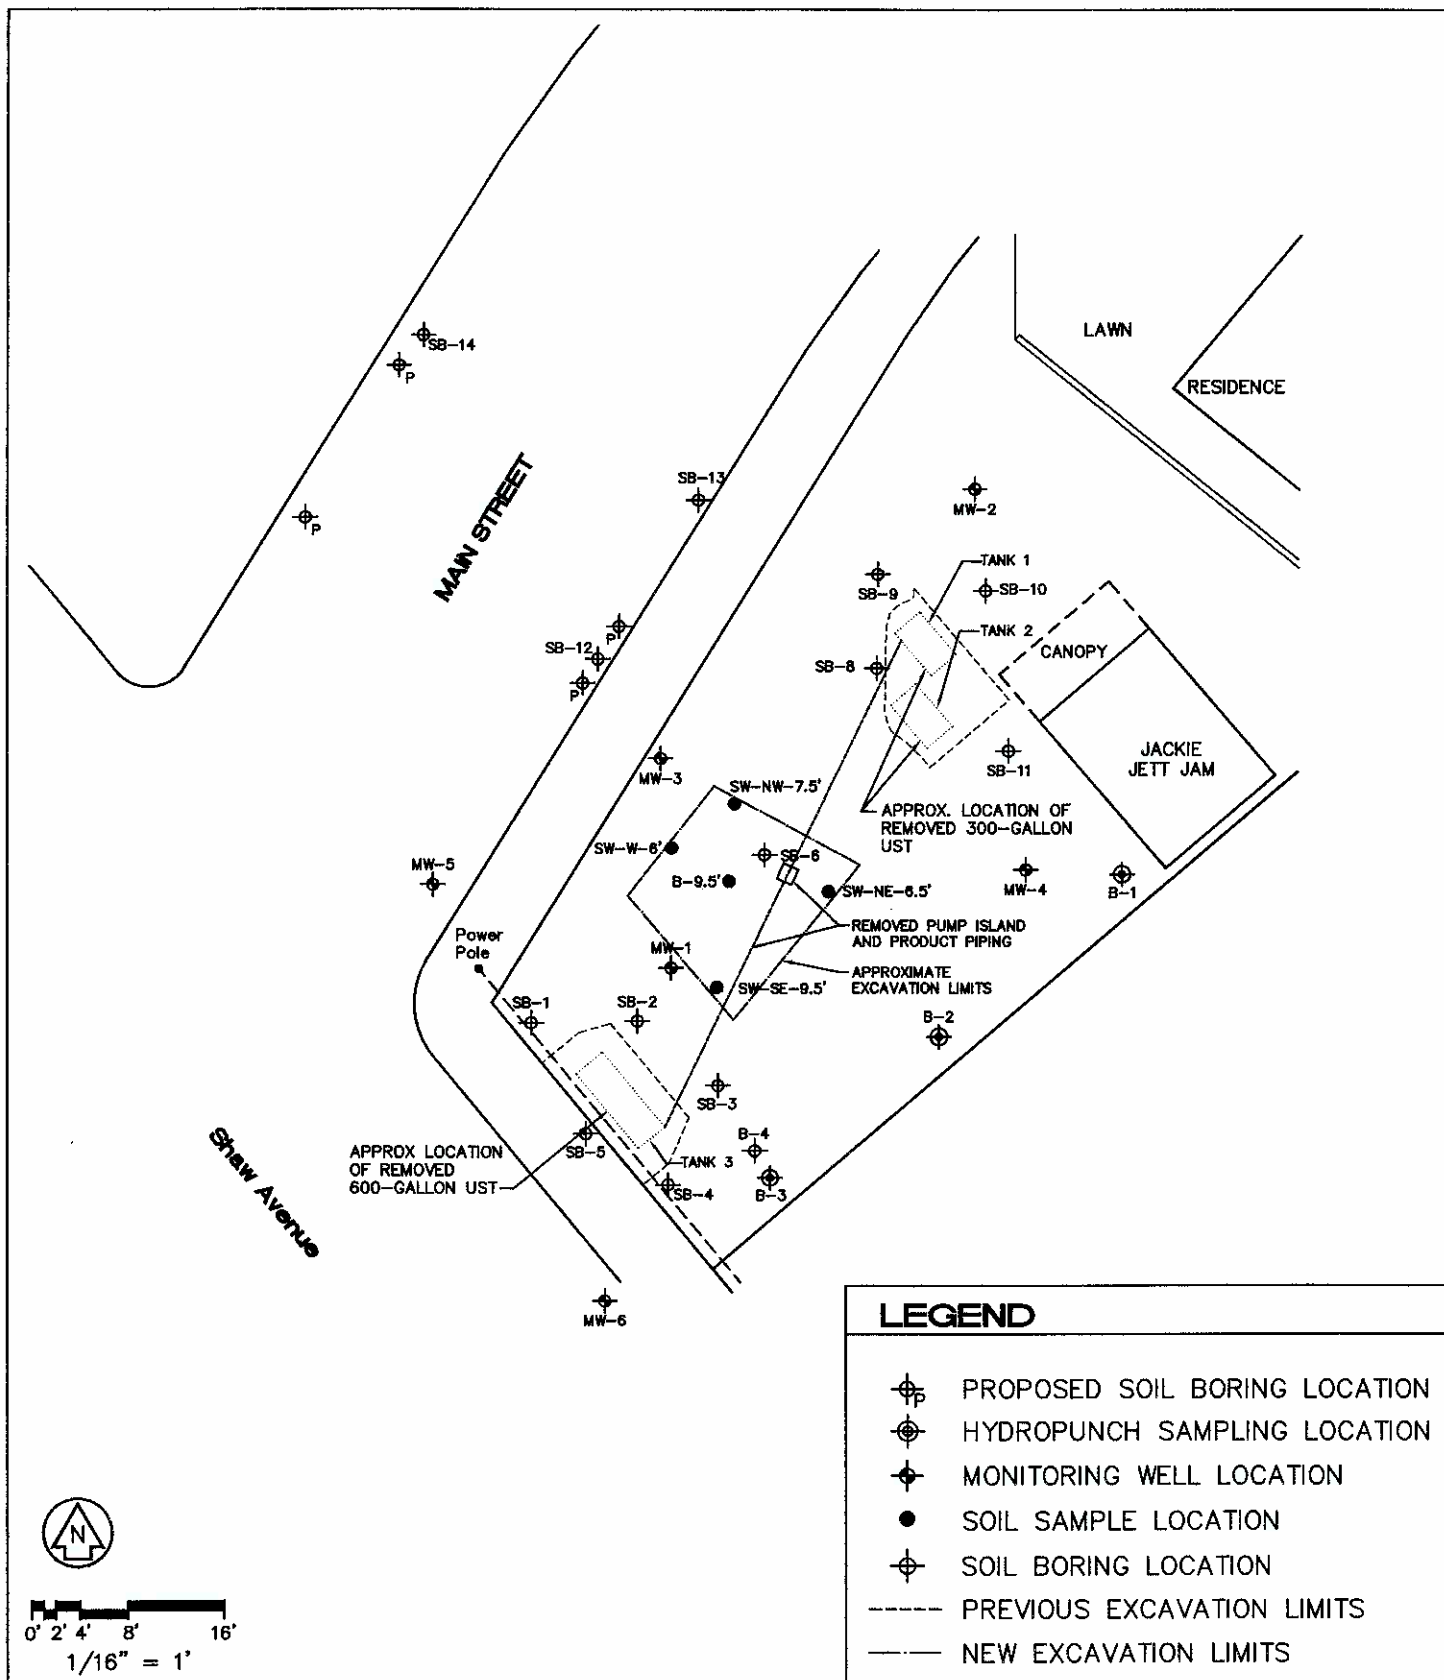 LAWN
SB-14
P
RESIDENCE
MAIN STREET
SB-13
MW-2
P
TANK 1
SB-9
SB-10
TANK 2
P
SB-12
CANOPY
SB-8
P
JACKIE
JETT JAM
MW-3
SB-11
SW-NW-7.5'
APPROX. LOCATION OF
REMOVED 300-GALLON
UST
SW-W-6'
SB-6
MW-5
B-9.5'
SW-NE-6.5'
MW-4
B-1
REMOVED PUMP ISLAND
AND PRODUCT PIPING
Power
Pole
MW-1
APPROXIMATE
EXCAVATION LIMITS
SW-SE-9.5'
SB-1
SB-2
B-2
SB-3
Shaw Avenue
B-4
SB-5
APPROX LOCATION
OF REMOVED
600-GALLON UST
TANK 3
SB-4
B-3
MW-6
LEGEND
P PROPOSED SOIL BORING LOCATION
HYDROPUNCH SAMPLING LOCATION
MONITORING WELL LOCATION
SOIL SAMPLE LOCATION
SOIL BORING LOCATION
PREVIOUS EXCAVATION LIMITS
NEW EXCAVATION LIMITS
N
0' 2' 4' 8' 16'
1/16" = 1'